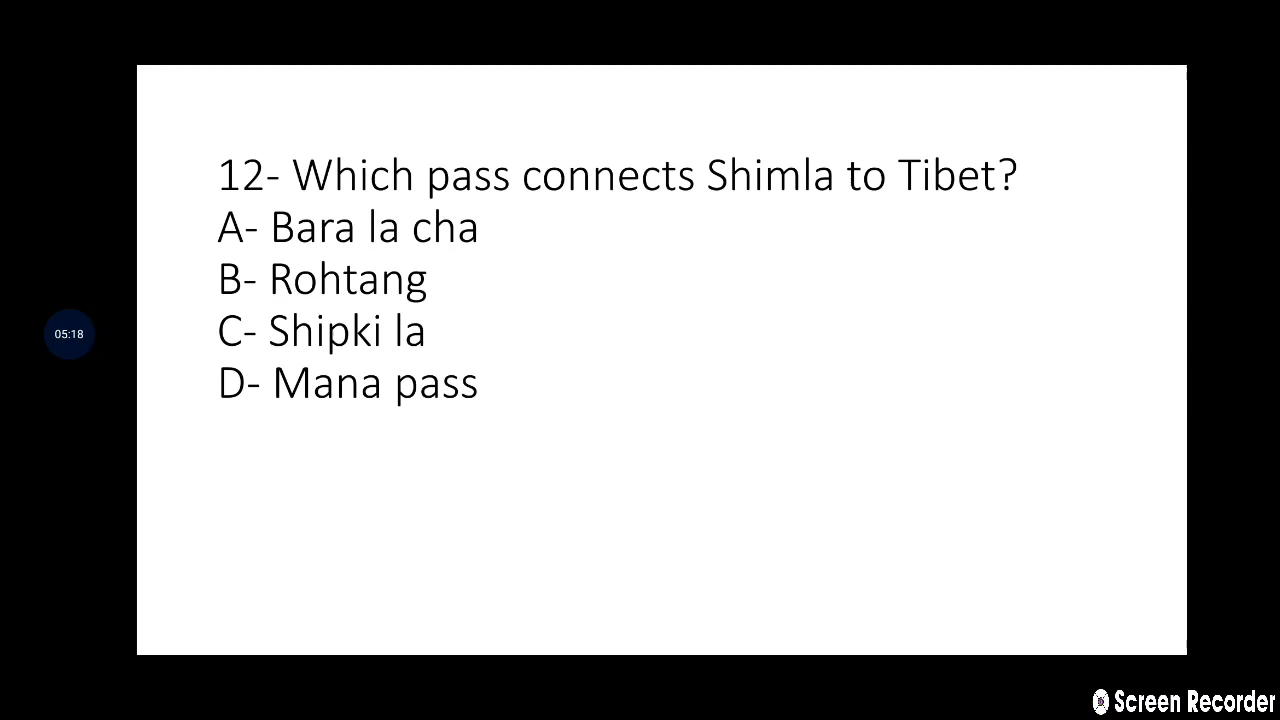 12- Which pass connects Shimla to Tibet?
A- Bara la cha
B- Rohtang
C- Shipki la
D- Mana pass
05:18
Screen Recorder